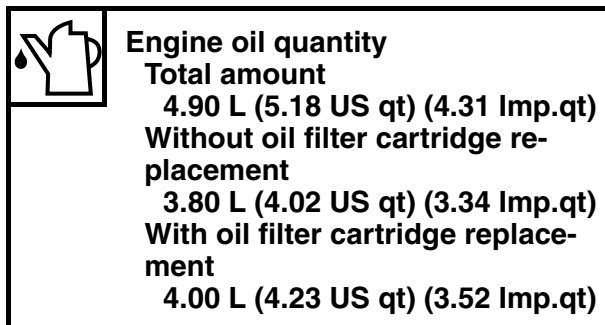 Engine oil quantity
Total amount
4.90 L (5.18 US qt) (4.31 Imp.qt)
Without oil filter cartridge re-
placement
3.80 L (4.02 US qt) (3.34 Imp.qt)
With oil filter cartridge replace-
ment
4.00 L (4.23 US qt) (3.52 Imp.qt)